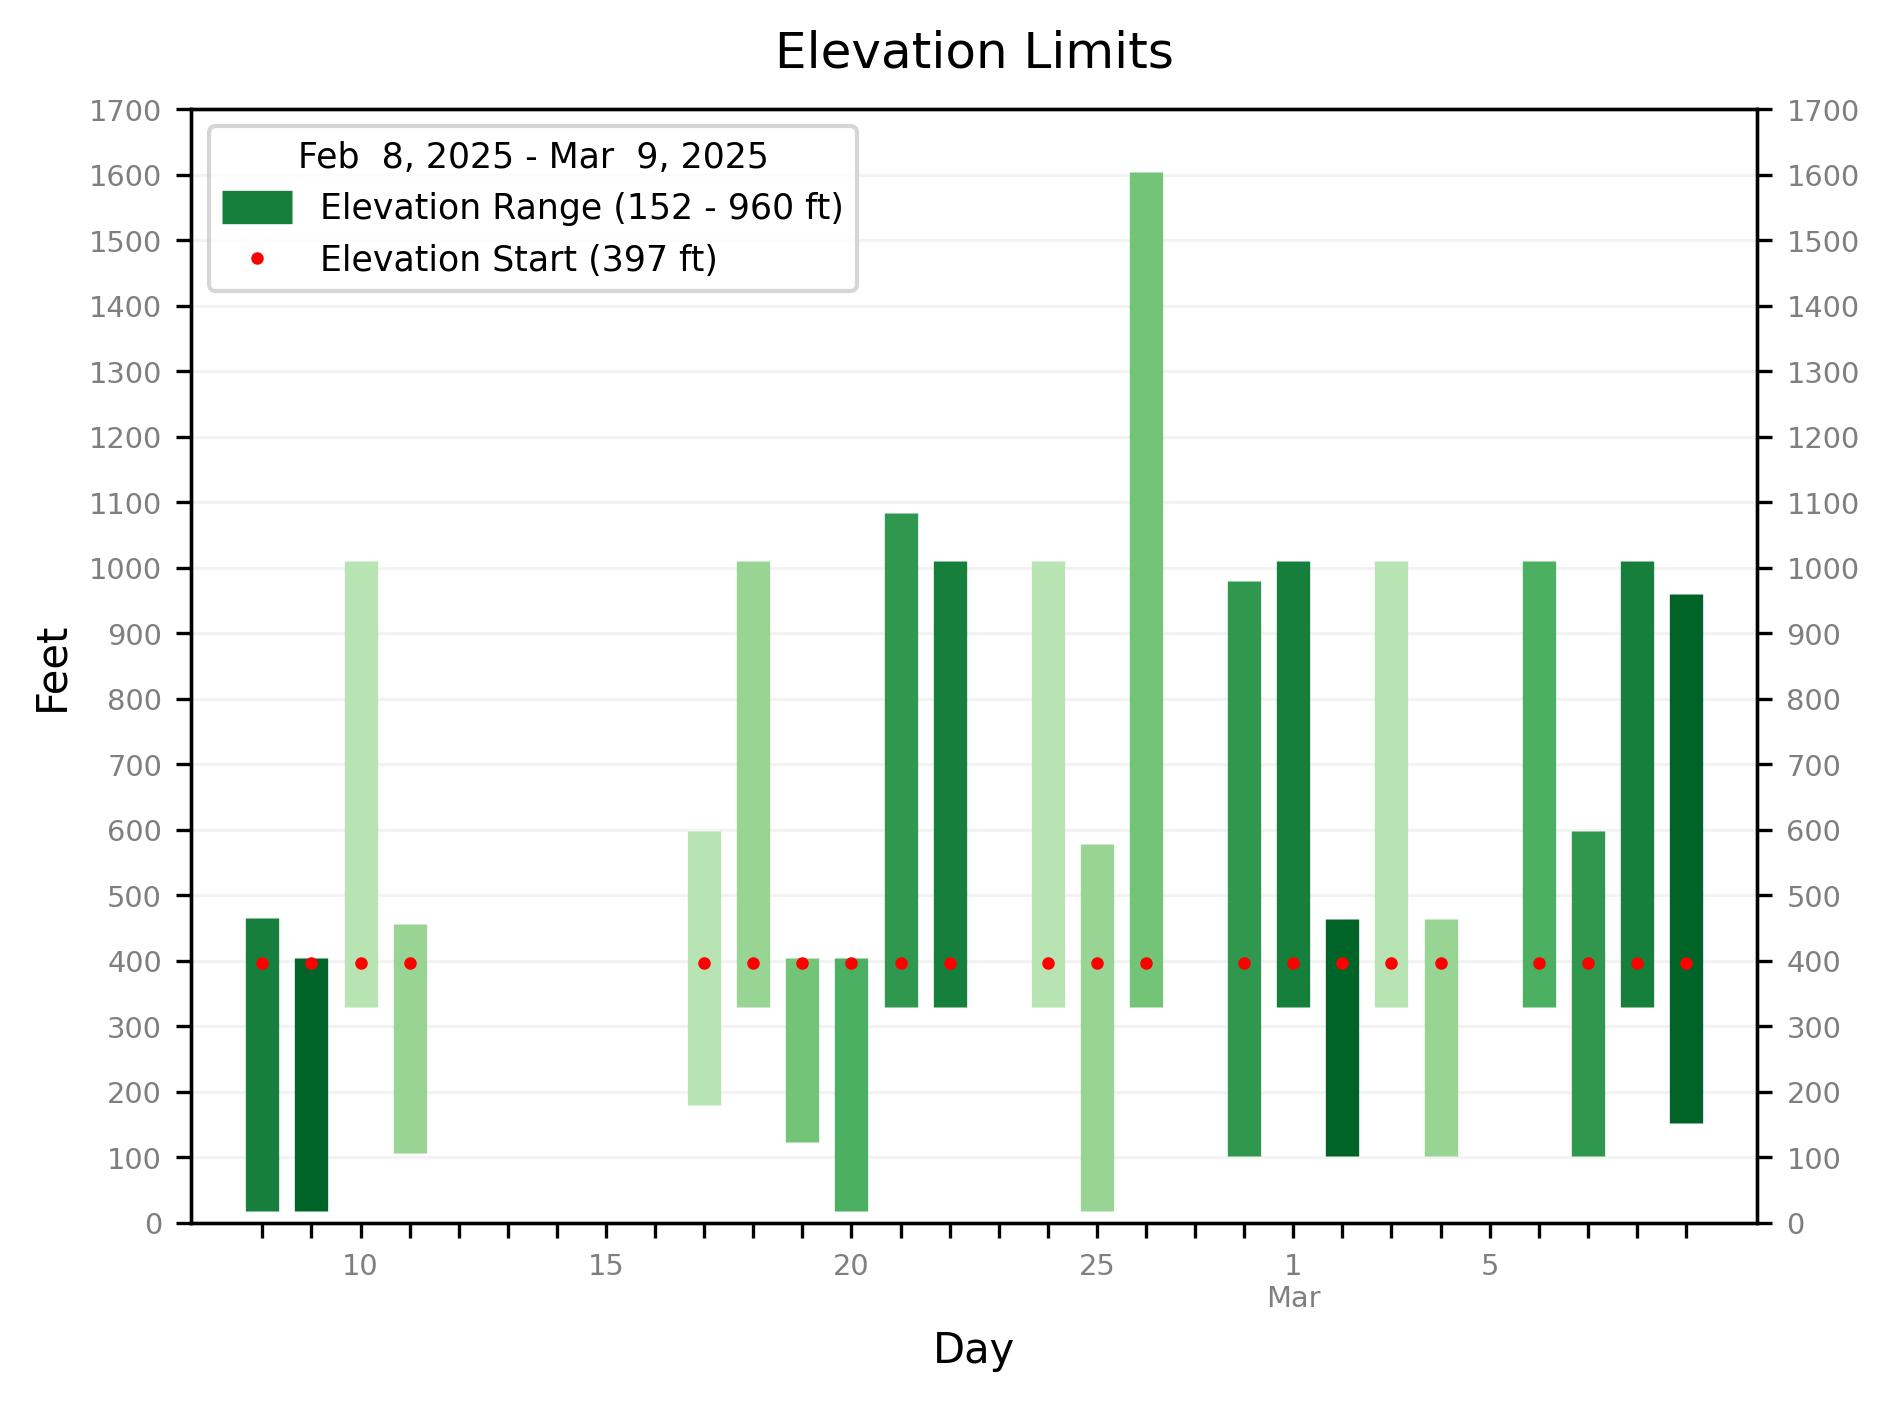 Elevation Limits
Feb  8, 2025 - Mar  9, 2025
Elevation Range (152 - 960 ft)
Elevation Start (397 ft)
1700 1700
1600 1600
1500 1500
1400 1400
1300 1300
1200 1200
1100 1100
1000 1000
900 900
800 800
700 700
600 600
500 500
400 400
300 300
200 200
100 100
0 0
Feet
10 15 20 25 1 5
Mar
Day